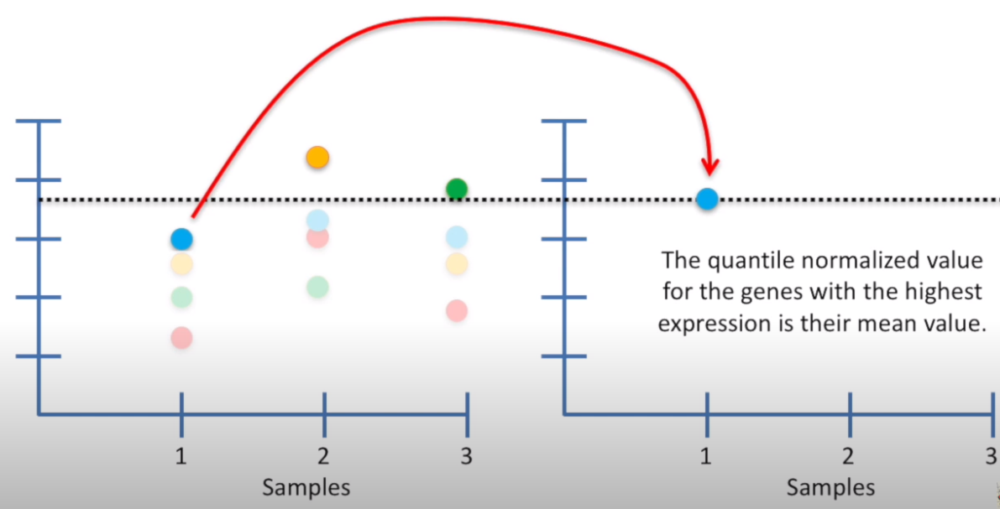 The quantile normalized value
for the genes with the highest
expression is their mean value.
1 2 3
Samples
1 2 3
Samples